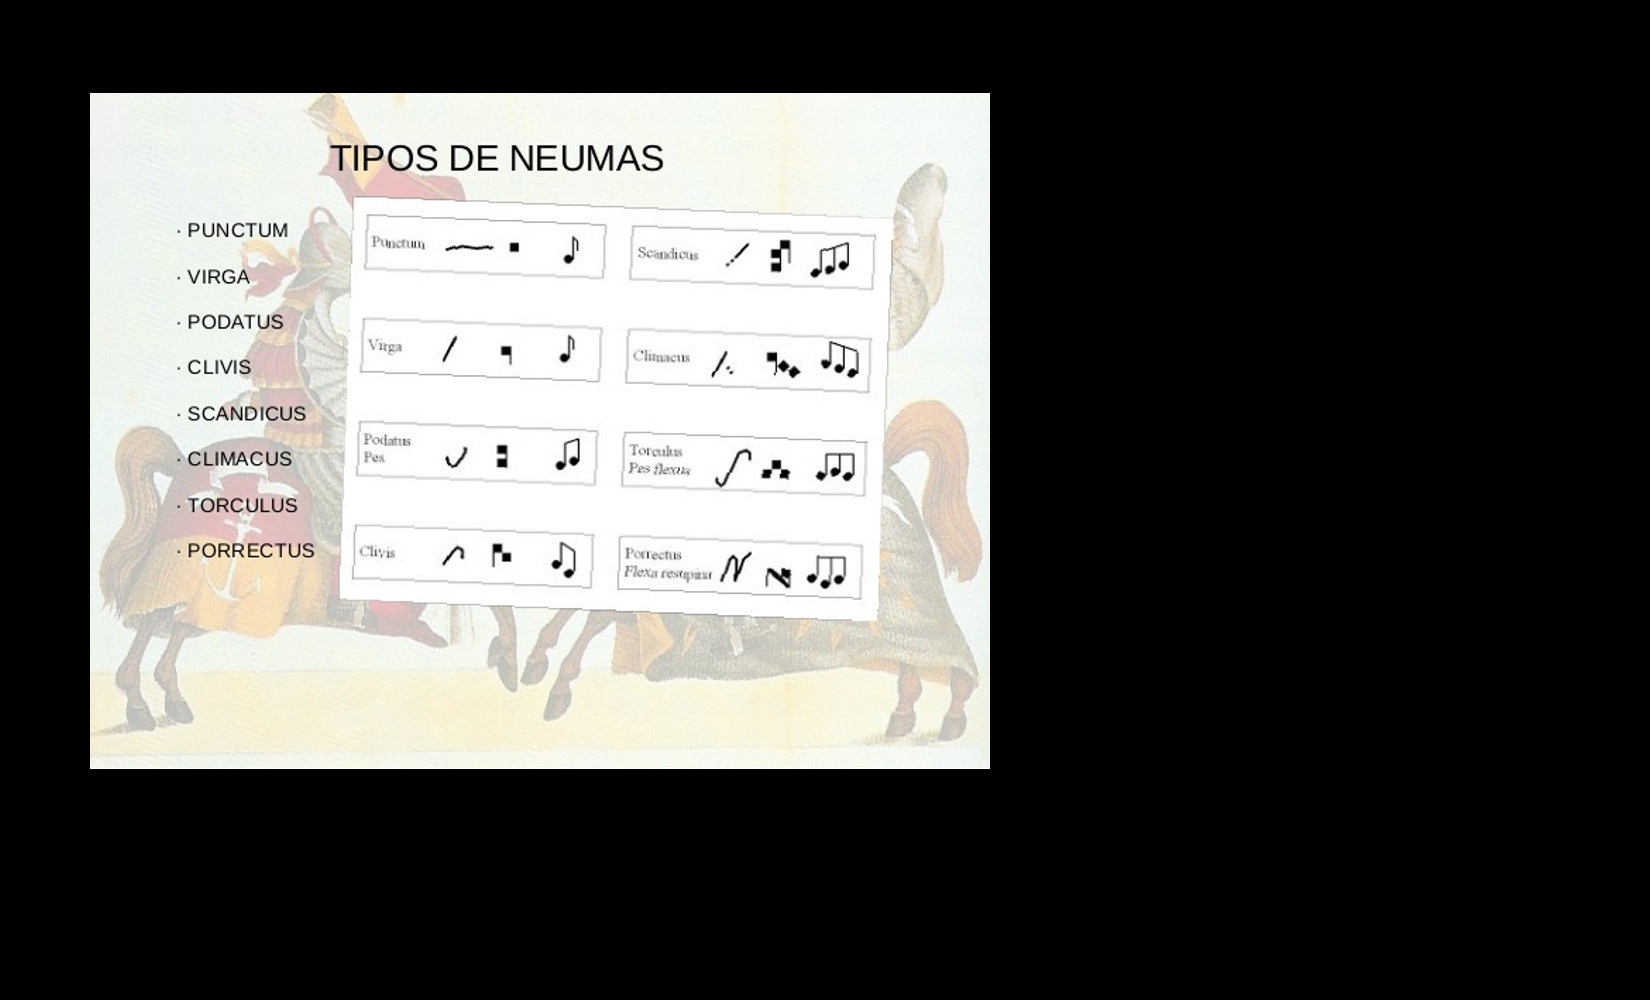 TIPOS DE NEUMAS
· PUNCTUM
· VIRGA
· PODATUS
· CLIVIS
· SCANDICUS
· CLIMACUS
· TORCULUS
· PORRECTUS
Punctum
Virga
Podatus
Pes
Clivis
Scandicus
Climacus
Torculus
Pes flexus
Porrectus
Flexa resupina